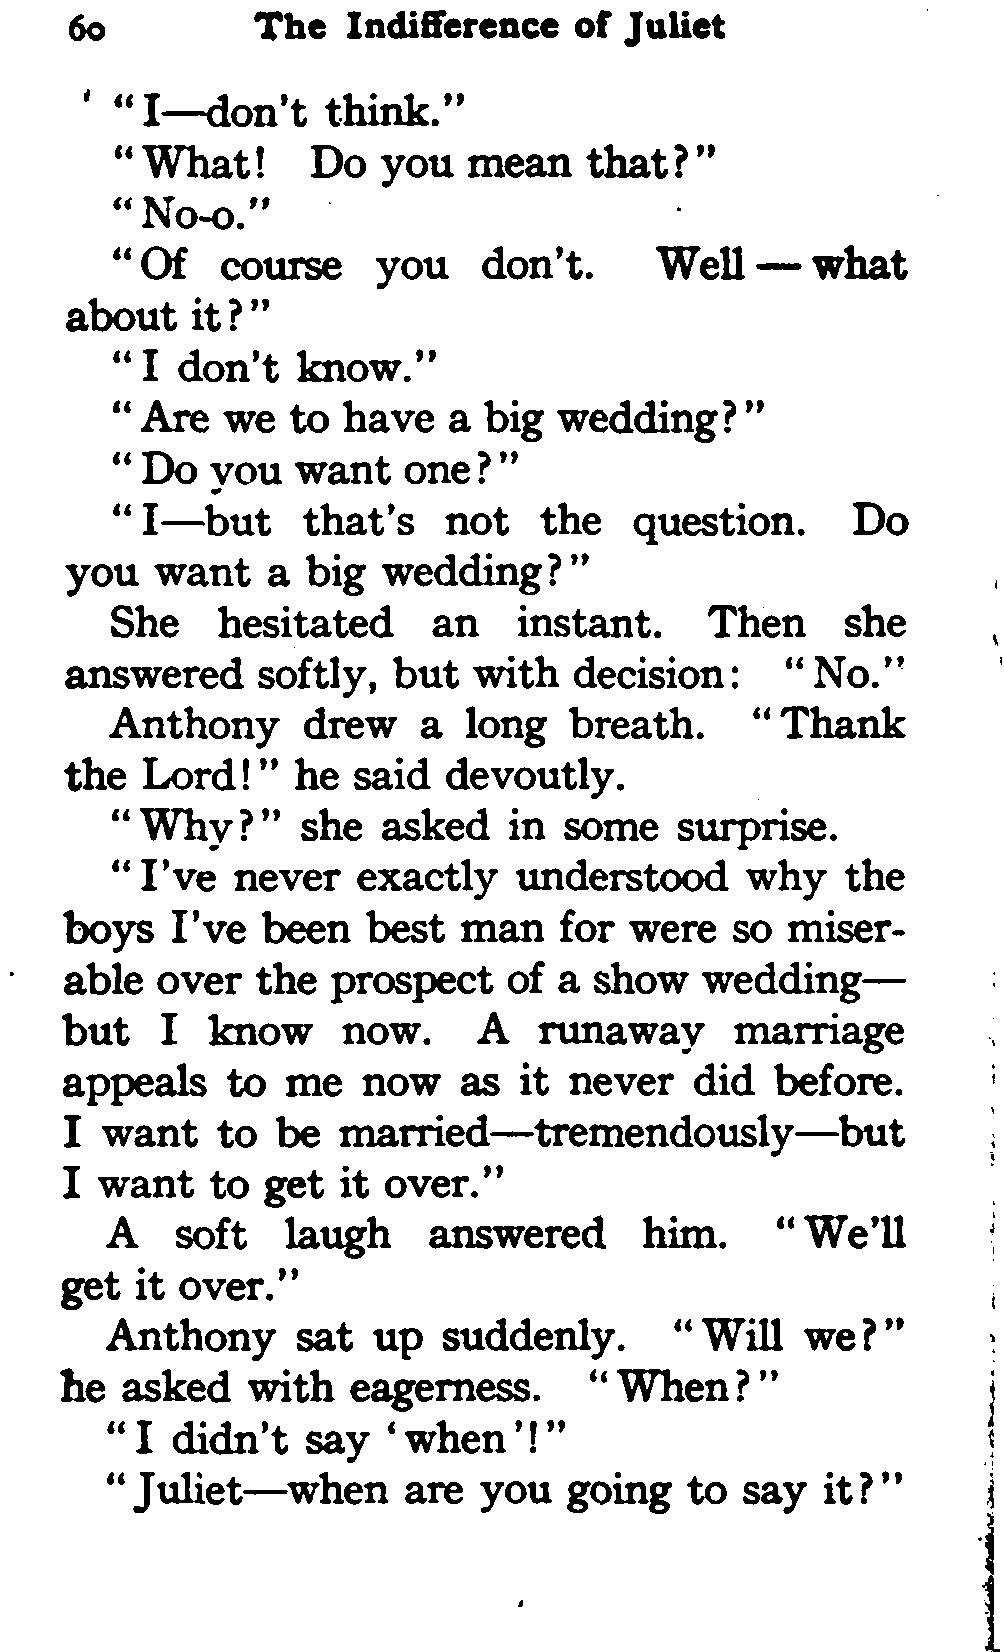 60 The Indifference of Juliet
"I—don't think."
"What! Do you mean that?"
"No-o."
"Of course you don't. Well — what
about it?"
"I don't know."
"Are we to have a big wedding?"
"Do you want one?"
"I—but that's not the question. Do
you want a big wedding?"
She hesitated an instant. Then she
answered softly, but with decision: "No."
Anthony drew a long breath. "Thank
the Lord!" he said devoutly.
"Why?" she asked in some surprise.
"I've never exactly understood why the
boys I've been best man for were so miser-
able over the prospect of a show wedding—
but I know now. A runaway marriage
appeals to me now as it never did before.
I want to be married—tremendously—but
I want to get it over."
A soft laugh answered him. "We'll
get it over."
Anthony sat up suddenly. "Will we?"
he asked with eagerness. "When?"
"I didn't say 'when'!"
"Juliet—when are you going to say it?"